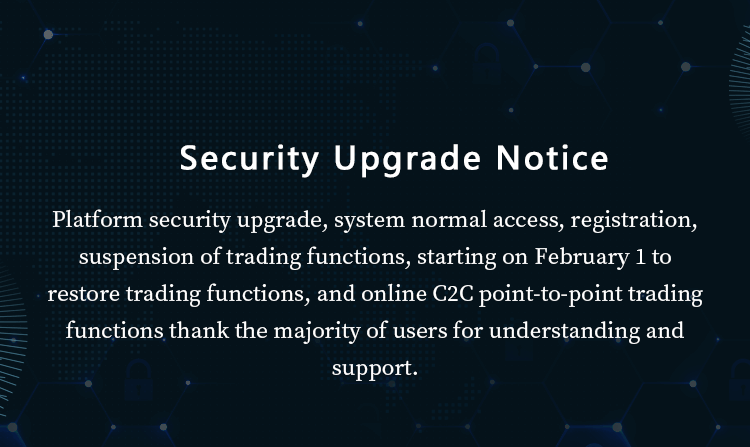 Security Upgrade Notice
Platform security upgrade, system normal access, registration,
suspension of trading functions, starting on February 1 to
restore trading functions, and online C2C point-to-point trading
functions thank the majority of users for understanding and
support.